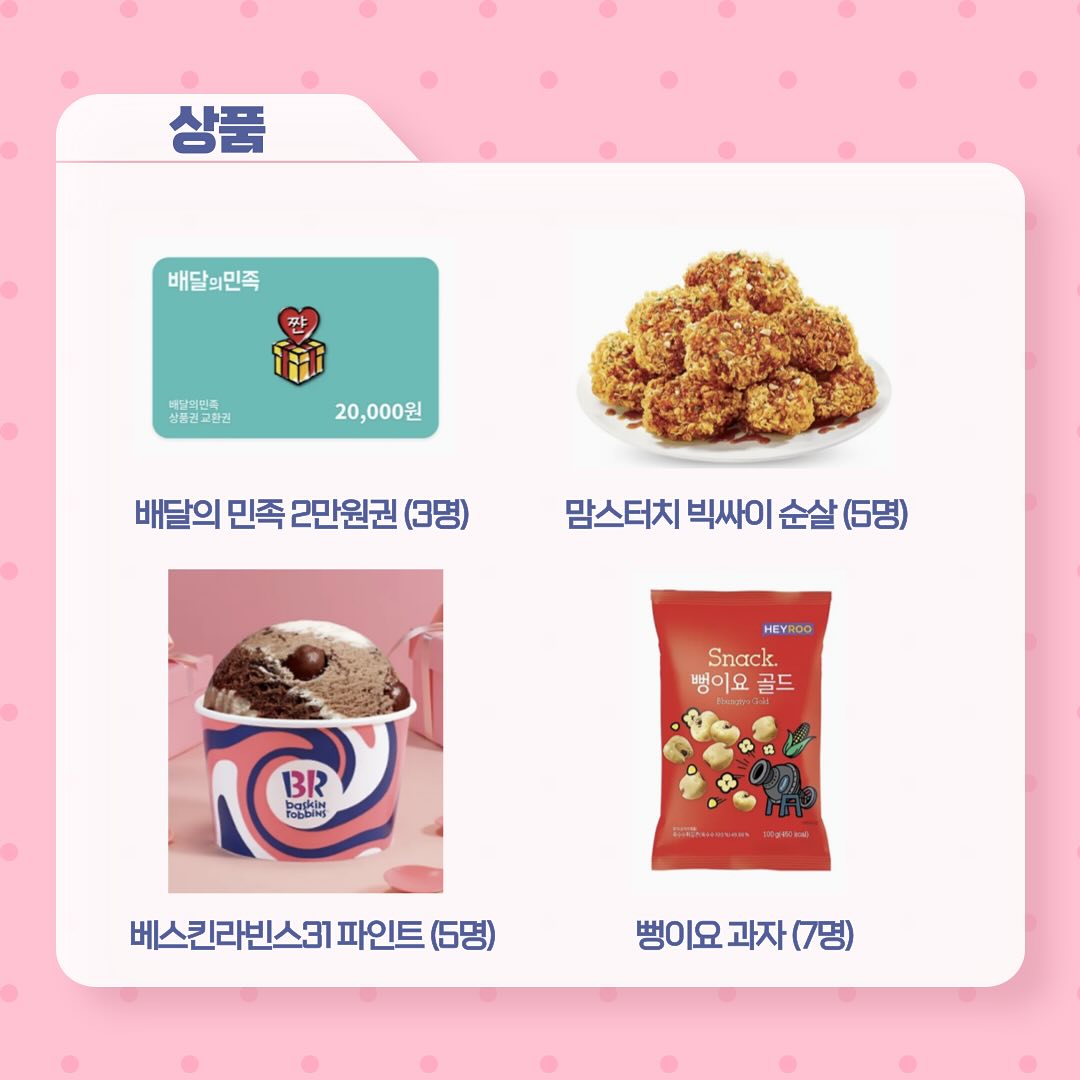 상품
배달의민족
쨘
배달의민족
상품권 교환권
20,000원
배달의 민족 2만원권 (3명)
맘스터치 빅싸이 순살 (5명)
BR
baskin
robbins
HEYROO
Snack.
뻥이요 골드
Bbungiyo Gold
100 g(450 kcal)
베스킨라빈스31 파인트 (5명)
뻥이요 과자 (7명)